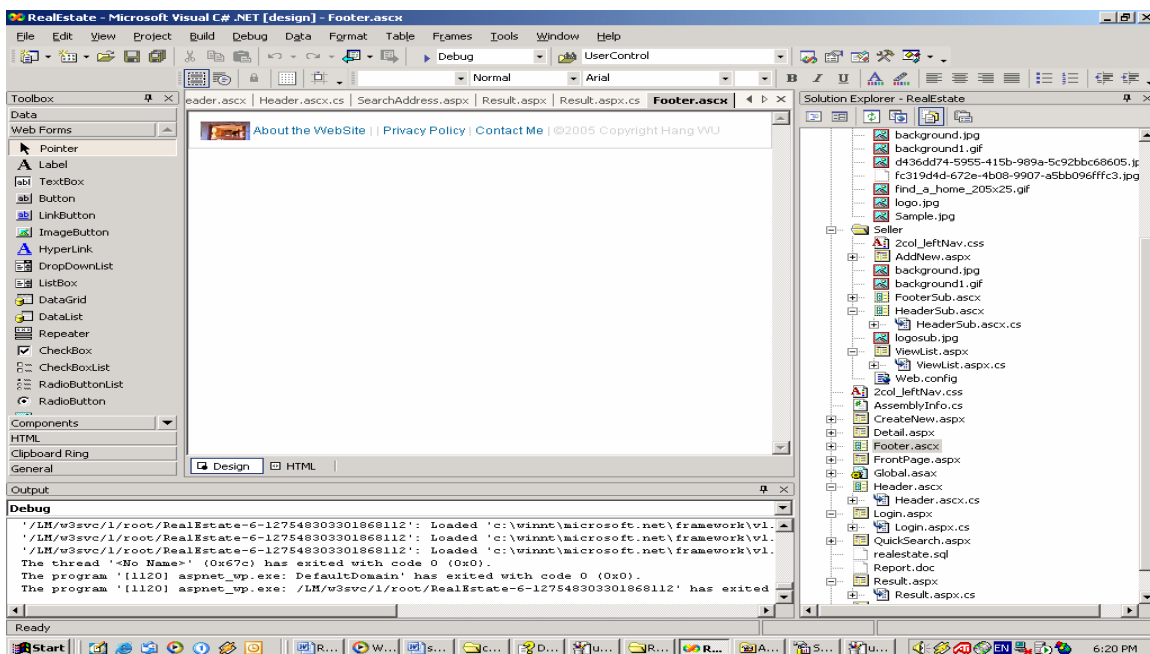 RealEstate - Microsoft Visual C# .NET [design] - Footer.ascx
File Edit View Project Build Debug Data Format Table Frames Tools Window Help
Debug UserControl
Normal Arial B I U A
Toolbox
Data
Web Forms
Pointer
A Label
abl TextBox
ab Button
ab LinkButton
ImageButton
A HyperLink
DropDownList
ListBox
DataGrid
DataList
Repeater
CheckBox
CheckBoxList
RadioButtonList
RadioButton
Components
HTML
Clipboard Ring
General
eader.ascx Header.ascx.cs SearchAddress.aspx Result.aspx Result.aspx.cs Footer.ascx
About the WebSite | | Privacy Policy | Contact Me | ©2005 Copyright Hang WU
Design HTML
Solution Explorer - RealEstate
background.jpg
background1.gif
d436dd74-5955-415b-989a-5c92bbc68605.jp
fc319d4d-672e-4b08-9907-a5bb096fffc3.jpg
find_a_home_205x25.gif
logo.jpg
Sample.jpg
Seller
2col_leftNav.css
AddNew.aspx
background.jpg
background1.gif
FooterSub.ascx
HeaderSub.ascx
HeaderSub.ascx.cs
logosub.jpg
ViewList.aspx
ViewList.aspx.cs
Web.config
2col_leftNav.css
AssemblyInfo.cs
CreateNew.aspx
Detail.aspx
Footer.ascx
FrontPage.aspx
Global.asax
Header.ascx
Header.ascx.cs
Login.aspx
Login.aspx.cs
QuickSearch.aspx
realestate.sql
Report.doc
Result.aspx
Result.aspx.cs
Output
Debug
'/LM/w3svc/1/root/RealEstate-6-127548303301868112': Loaded 'c:\winnt\microsoft.net\framework\v1.
'/LM/w3svc/1/root/RealEstate-6-127548303301868112': Loaded 'c:\winnt\microsoft.net\framework\v1.
'/LM/w3svc/1/root/RealEstate-6-127548303301868112': Loaded 'c:\winnt\microsoft.net\framework\v1.
The thread '<No Name>' (0x67c) has exited with code 0 (0x0).
The program '[1120] aspnet_wp.exe: DefaultDomain' has exited with code 0 (0x0).
The program '[1120] aspnet_wp.exe: /LM/w3svc/1/root/RealEstate-6-127548303301868112' has exited
Ready
Start R... W... s... c... D... u... R... R... A... S... u... EN 6:20 PM